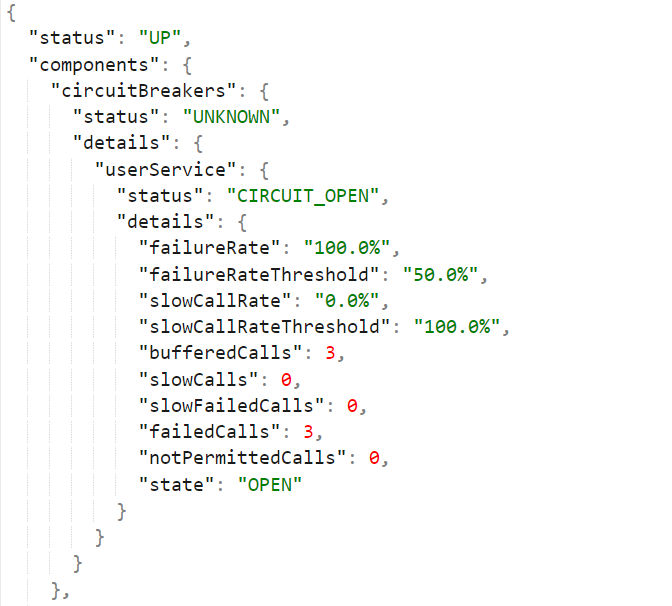 {
  "status": "UP",
  "components": {
    "circuitBreakers": {
      "status": "UNKNOWN",
      "details": {
        "userService": {
          "status": "CIRCUIT_OPEN",
          "details": {
            "failureRate": "100.0%",
            "failureRateThreshold": "50.0%",
            "slowCallRate": "0.0%",
            "slowCallRateThreshold": "100.0%",
            "bufferedCalls": 3,
            "slowCalls": 0,
            "slowFailedCalls": 0,
            "failedCalls": 3,
            "notPermittedCalls": 0,
            "state": "OPEN"
          }
        }
      }
    },